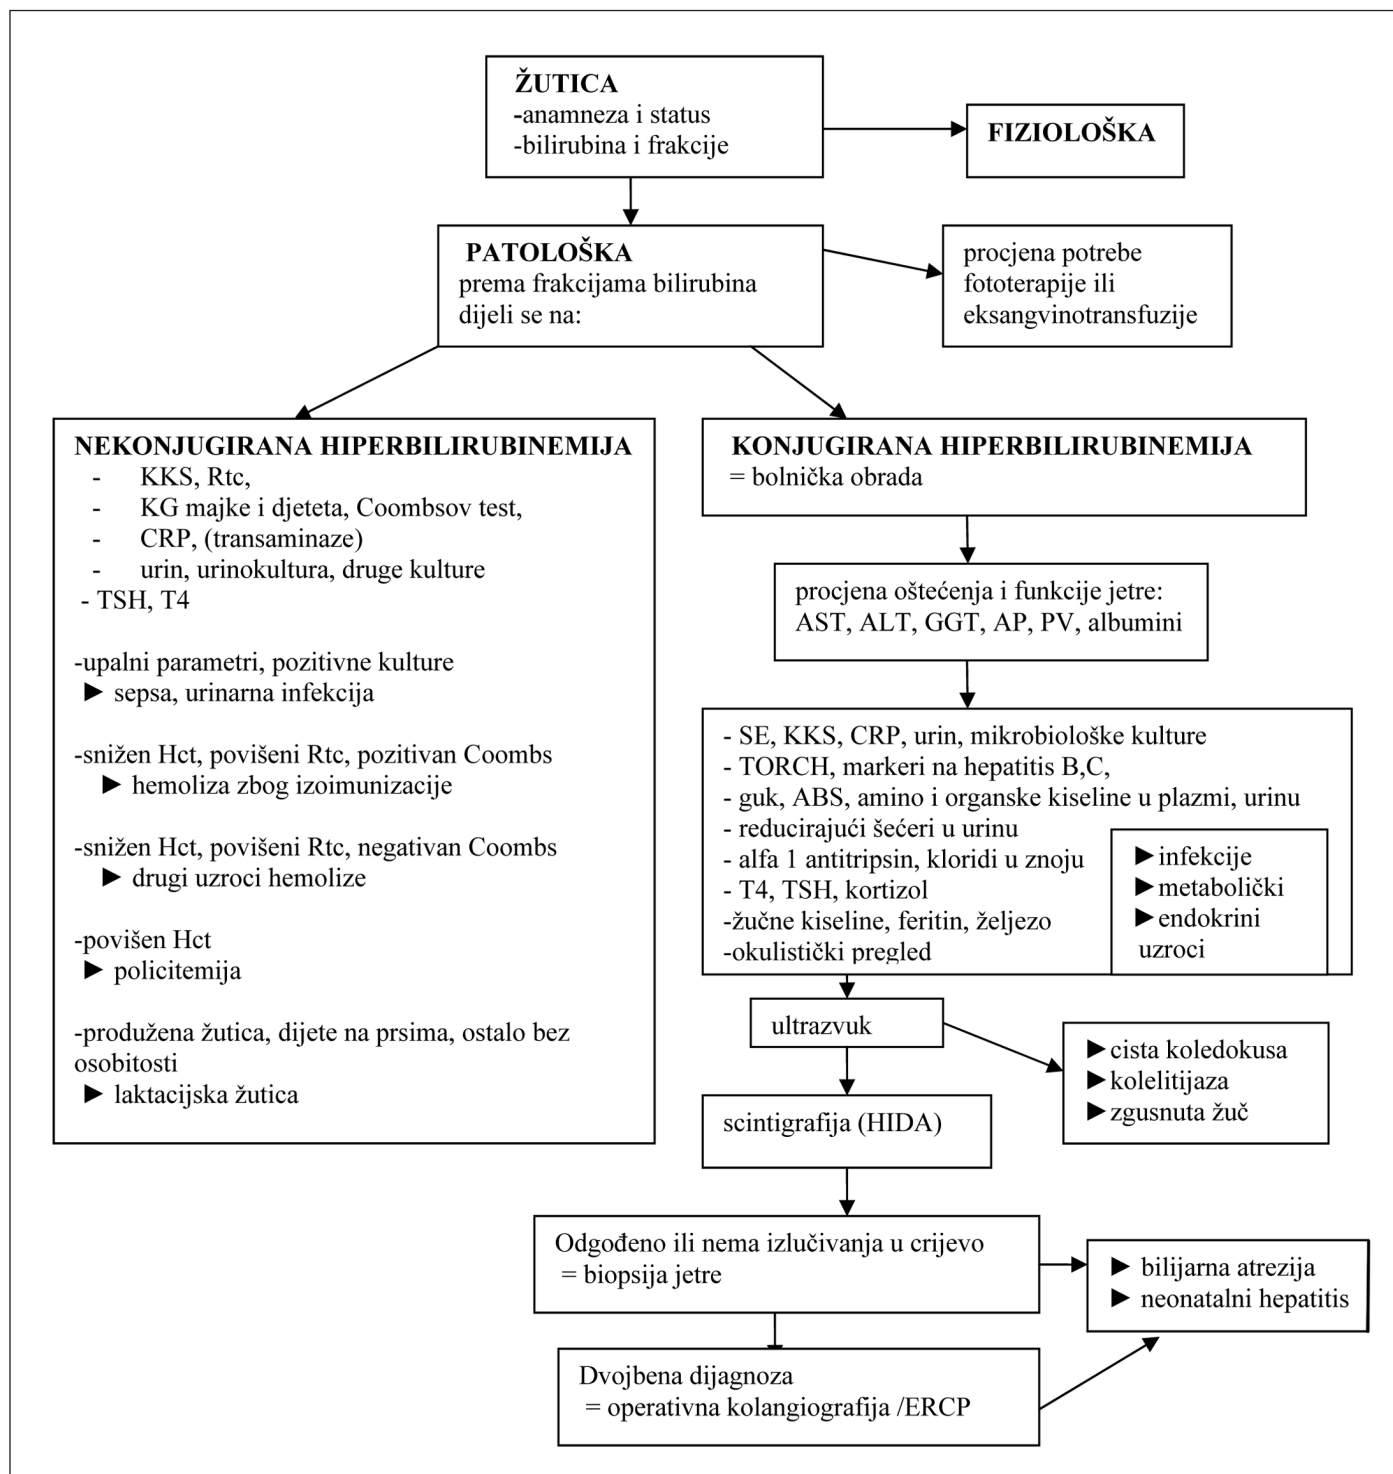 ŽUTICA
-anamneza i status
-bilirubina i frakcije
FIZIOLOŠKA
PATOLOŠKA
prema frakcijama bilirubina
dijeli se na:
procjena potrebe
fototerapije ili
eksangvinotransfuzije
NEKONJUGIRANA HIPERBILIRUBINEMIJA
- KKS, Rtc,
- KG majke i djeteta, Coombsov test,
- CRP, (transaminaze)
- urin, urinokultura, druge kulture
- TSH, T4
-upalni parametri, pozitivne kulture
► sepsa, urinarna infekcija
-snižen Hct, povišeni Rtc, pozitivan Coombs
► hemoliza zbog izoimunizacije
-snižen Hct, povišeni Rtc, negativan Coombs
► drugi uzroci hemolize
-povišen Hct
► policitemija
-produžena žutica, dijete na prsima, ostalo bez
osobitosti
► laktacijska žutica
KONJUGIRANA HIPERBILIRUBINEMIJA
= bolnička obrada
procjena oštećenja i funkcije jetre:
AST, ALT, GGT, AP, PV, albumini
- SE, KKS, CRP, urin, mikrobiološke kulture
- TORCH, markeri na hepatitis B,C,
- guk, ABS, amino i organske kiseline u plazmi, urinu
- reducirajući šećeri u urinu
- alfa 1 antitripsin, kloridi u znoju
- T4, TSH, kortizol
-žučne kiseline, feritin, željezo
-okulistički pregled
►infekcije
►metabolički
►endokrini
uzroci
ultrazvuk
►cista koledokusa
►kolelitijaza
►zgusnuta žuč
scintigrafija (HIDA)
Odgođeno ili nema izlučivanja u crijevo
= biopsija jetre
► bilijarna atrezija
► neonatalni hepatitis
Dvojbena dijagnoza
= operativna kolangiografija /ERCP